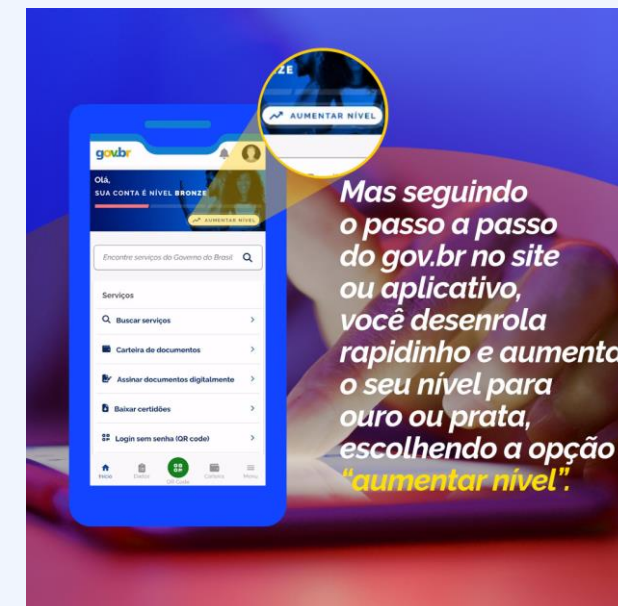 NZE
AUMENTAR NÍVEL
gov.br
Olá,
SUA CONTA É NÍVEL BRONZE
AUMENTAR NÍVEL
Encontre serviços do Governo do Brasil
Serviços
Buscar serviços
Carteira de documentos
Assinar documentos digitalmente
Baixar certidões
Login sem senha (QR code)
Início
Dados
QR Code
Carteira
Menu
Mas seguindo
o passo a passo
do gov.br no site
ou aplicativo,
você desenrola
rapidinho e aumenta
o seu nível para
ouro ou prata,
escolhendo a opção
“aumentar nível”.